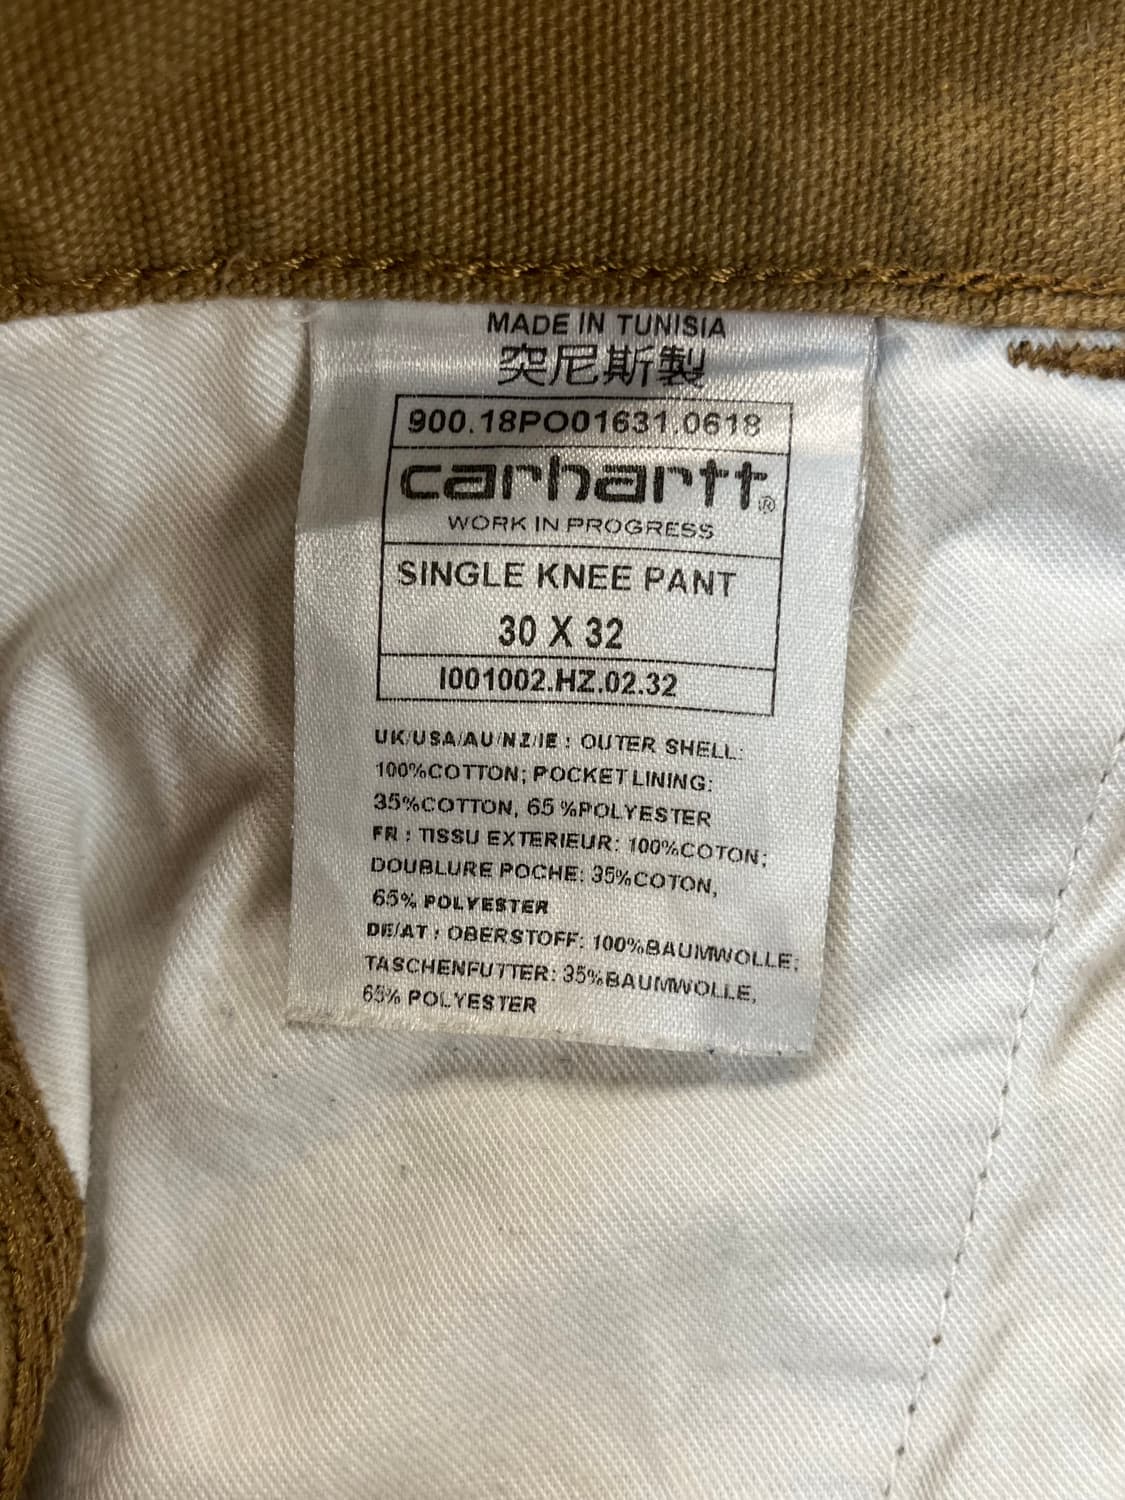 MADE IN TUNISIA
突尼斯製
900.18PO01631.0618
carhartt®
WORK IN PROGRESS
SINGLE KNEE PANT
30 X 32
I001002.HZ.02.32
UK/USA/AU/NZ/IE : OUTER SHELL:
100%COTTON; POCKET LINING:
35%COTTON, 65 %POLYESTER
FR : TISSU EXTERIEUR: 100%COTON;
DOUBLURE POCHE: 35%COTON,
65% POLYESTER
DE/AT : OBERSTOFF: 100%BAUMWOLLE;
TASCHENFUTTER: 35%BAUMWOLLE,
65% POLYESTER